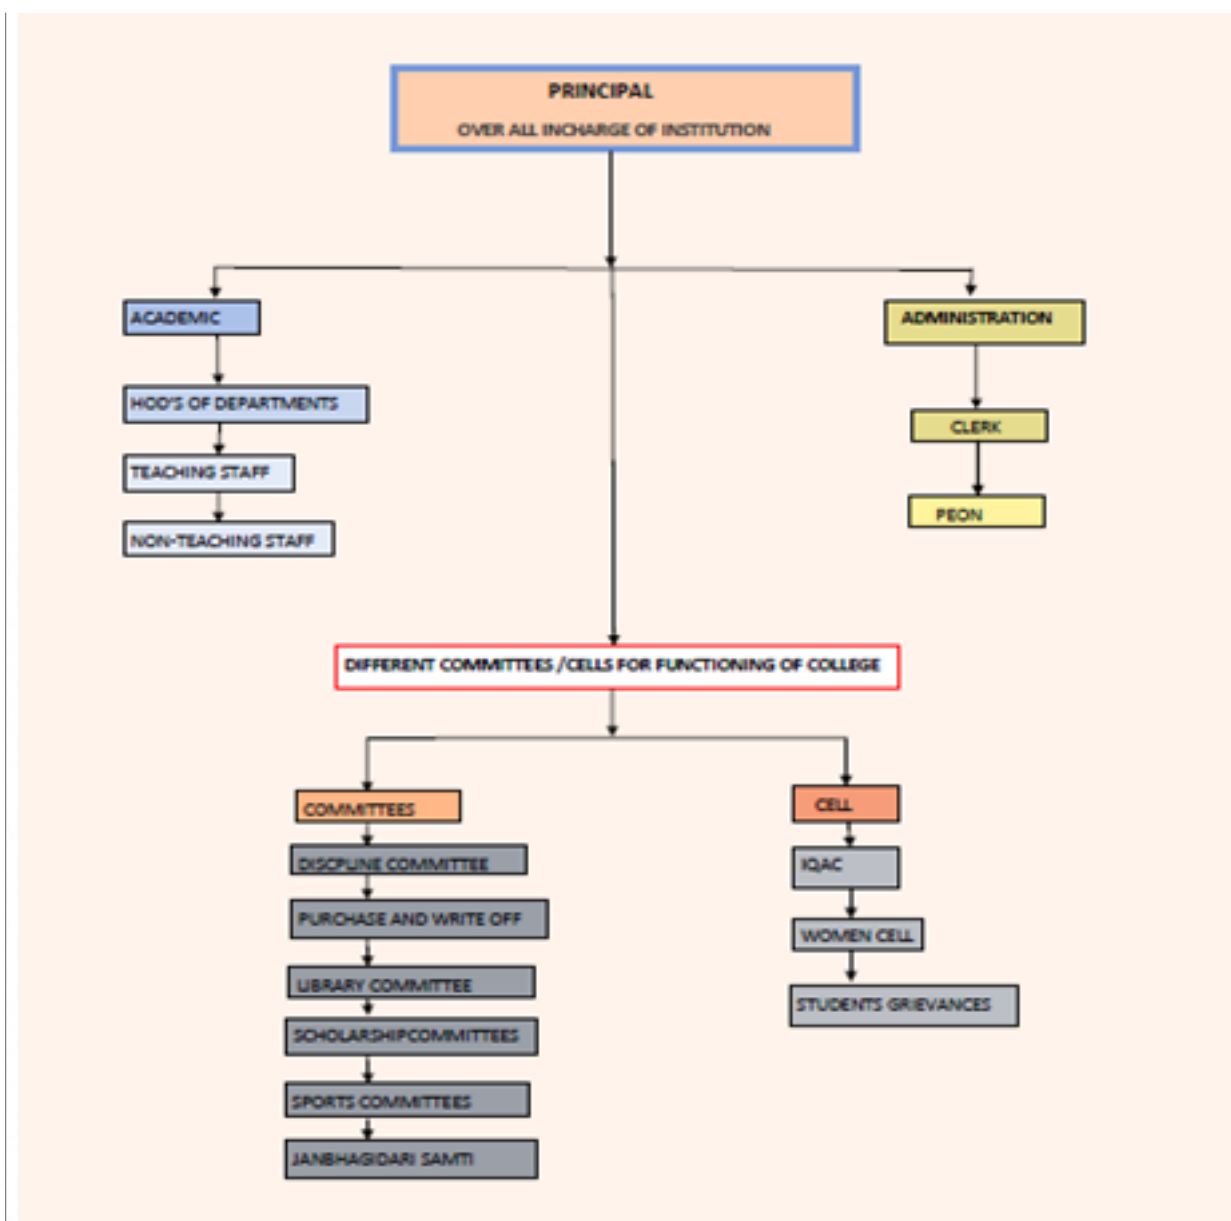 PRINCIPAL
OVER ALL INCHARGE OF INSTITUTION
ACADEMIC
HOD'S OF DEPARTMENTS
TEACHING STAFF
NON-TEACHING STAFF
ADMINISTRATION
CLERK
PEON
DIFFERENT COMMITTEES /CELLS FOR FUNCTIONING OF COLLEGE
COMMITTEES
DISCPLINE COMMITTEE
PURCHASE AND WRITE OFF
LIBRARY COMMITTEE
SCHOLARSHIPCOMMITTEES
SPORTS COMMITTEES
JANBHAGIDARI SAMTI
CELL
IQAC
WOMEN CELL
STUDENTS GRIEVANCES